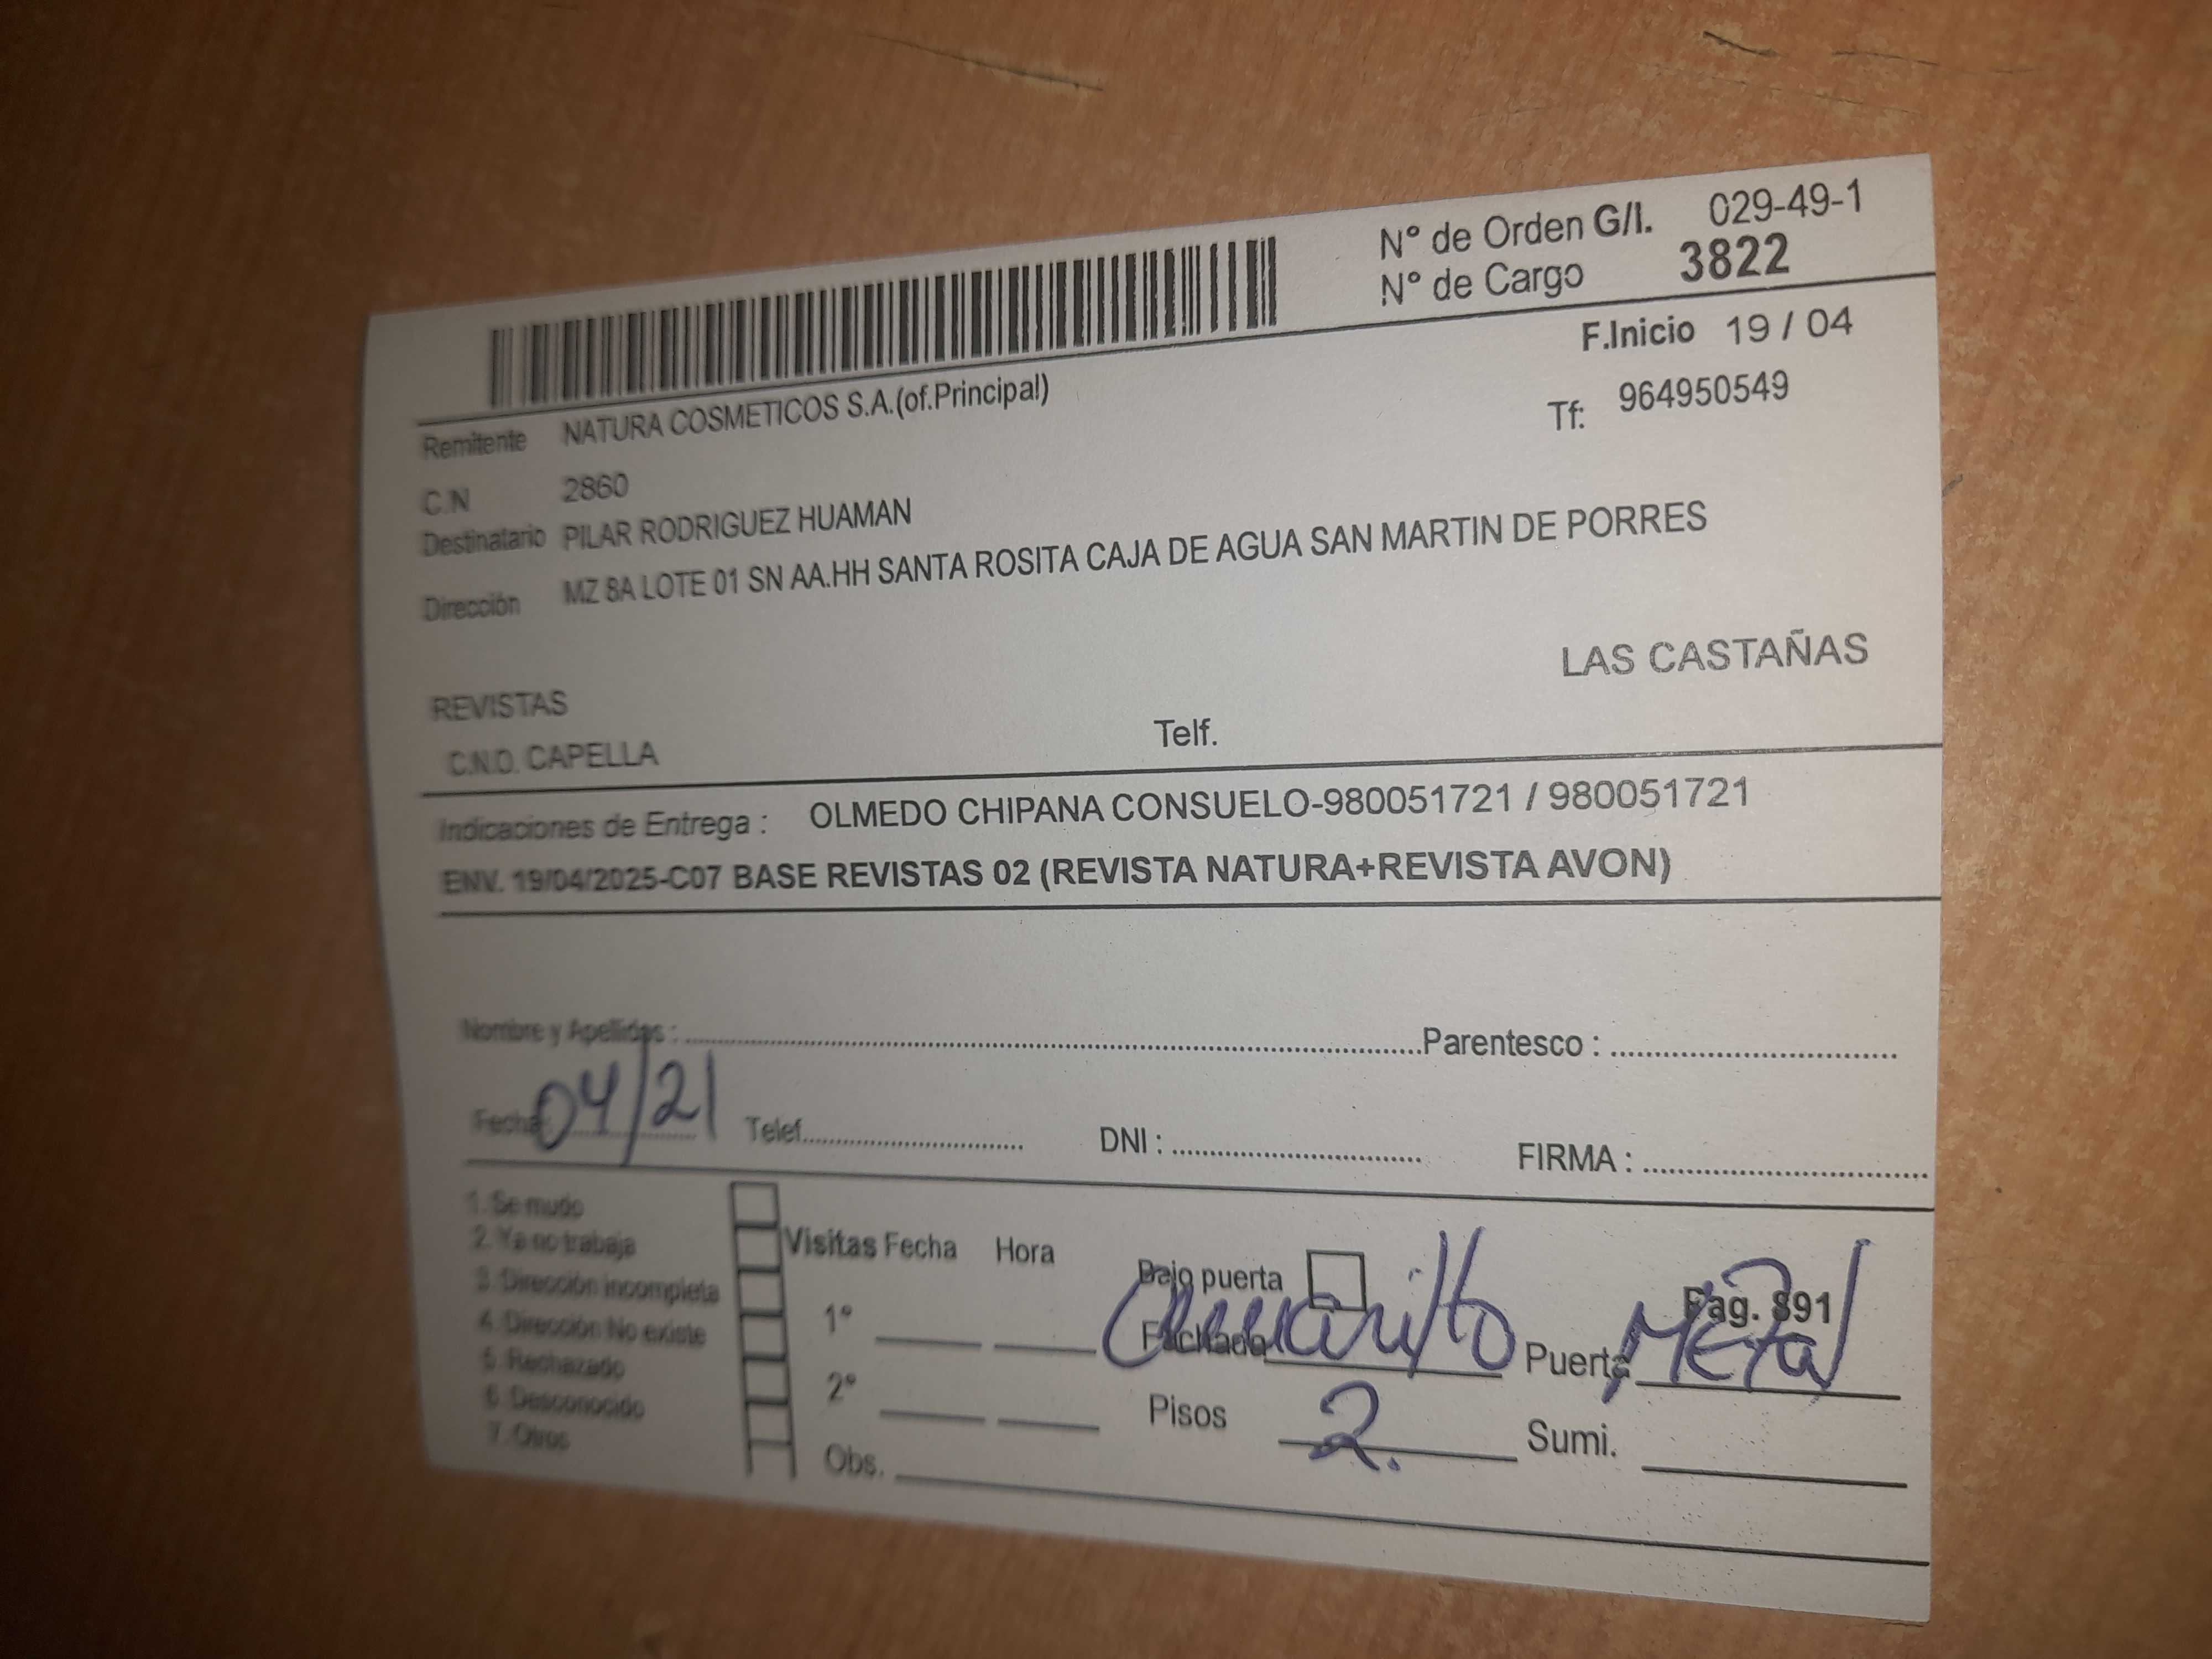 N° de Orden G/I. 029-49-1
N° de Cargo 3822
F.Inicio 19 / 04
Remitente NATURA COSMETICOS S.A.(of.Principal)
Tf: 964950549
C.N 2860
Destinatario PILAR RODRIGUEZ HUAMAN
Dirección MZ 8A LOTE 01 SN AA.HH SANTA ROSITA CAJA DE AGUA SAN MARTIN DE PORRES
LAS CASTAÑAS
REVISTAS
C.N.O. CAPELLA Telf.
Indicaciones de Entrega : OLMEDO CHIPANA CONSUELO-980051721 / 980051721
ENV. 19/04/2025-C07 BASE REVISTAS 02 (REVISTA NATURA+REVISTA AVON)
Nombre y Apellidos : Parentesco :
Fecha 04/21 Telef. DNI : FIRMA :
1. Se mudo
2. Ya no trabaja
3. Dirección incompleta
4. Dirección No existe
5. Rechazado
6. Desconocido
7. Otros
Visitas Fecha Hora
1°
2°
Obs.
Bajo puerta Pag. 891
Fachada Amarillo Puerta Metal
Pisos 2. Sumi.